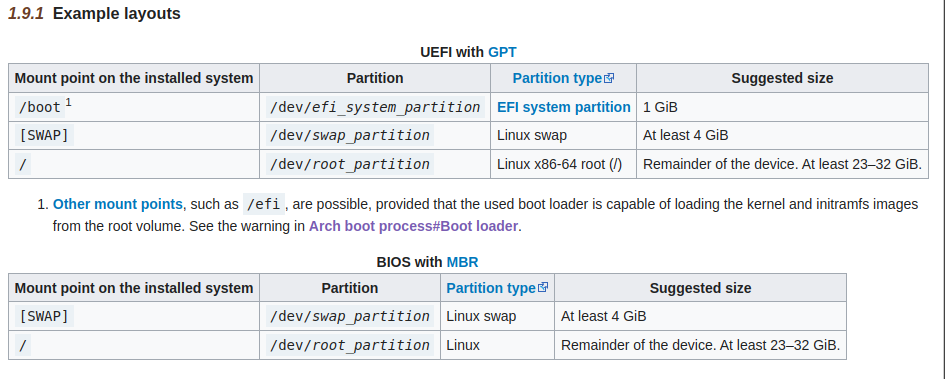 1.9.1 Example layouts
UEFI with GPT
Mount point on the installed system Partition Partition type Suggested size
/boot 1 /dev/efi_system_partition EFI system partition 1 GiB
[SWAP] /dev/swap_partition Linux swap At least 4 GiB
/ /dev/root_partition Linux x86-64 root (/) Remainder of the device. At least 23–32 GiB.
1. Other mount points, such as /efi, are possible, provided that the used boot loader is capable of loading the kernel and initramfs images
from the root volume. See the warning in Arch boot process#Boot loader.
BIOS with MBR
Mount point on the installed system Partition Partition type Suggested size
[SWAP] /dev/swap_partition Linux swap At least 4 GiB
/ /dev/root_partition Linux Remainder of the device. At least 23–32 GiB.